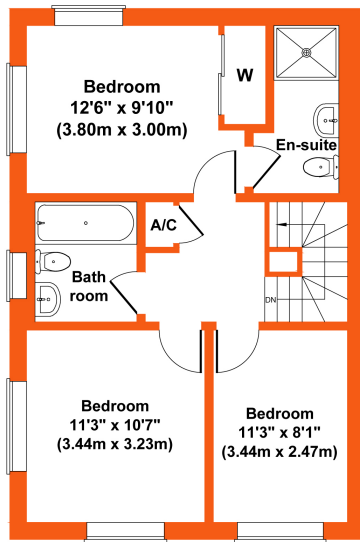 Bedroom
12'6" x 9'10"
(3.80m x 3.00m)
W
En-suite
A/C
Bath
room
DN
Bedroom
11'3" x 10'7"
(3.44m x 3.23m)
Bedroom
11'3" x 8'1"
(3.44m x 2.47m)